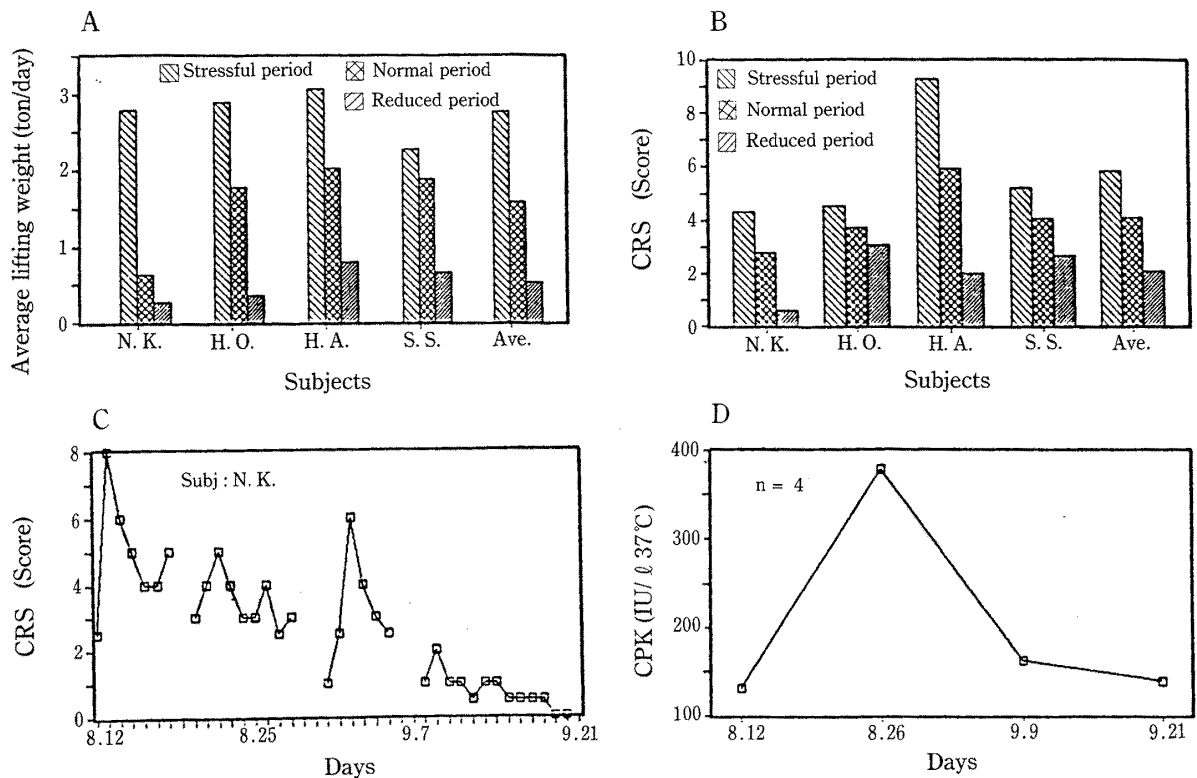 A
Average lifting weight (ton/day)
Stressful period
Normal period
Reduced period
3
2
1
0
N. K.
H. O.
H. A.
S. S.
Ave.
Subjects
B
CRS (Score)
Stressful period
Normal period
Reduced period
10
8
6
4
2
0
N. K.
H. O.
H. A.
S. S.
Ave.
Subjects
C
CRS (Score)
Subj : N. K.
8
6
4
2
0
8.12
8.25
9.7
9.21
Days
D
CPK (IU/ ℓ 37℃)
n = 4
400
300
200
100
8.12
8.26
9.9
9.21
Days